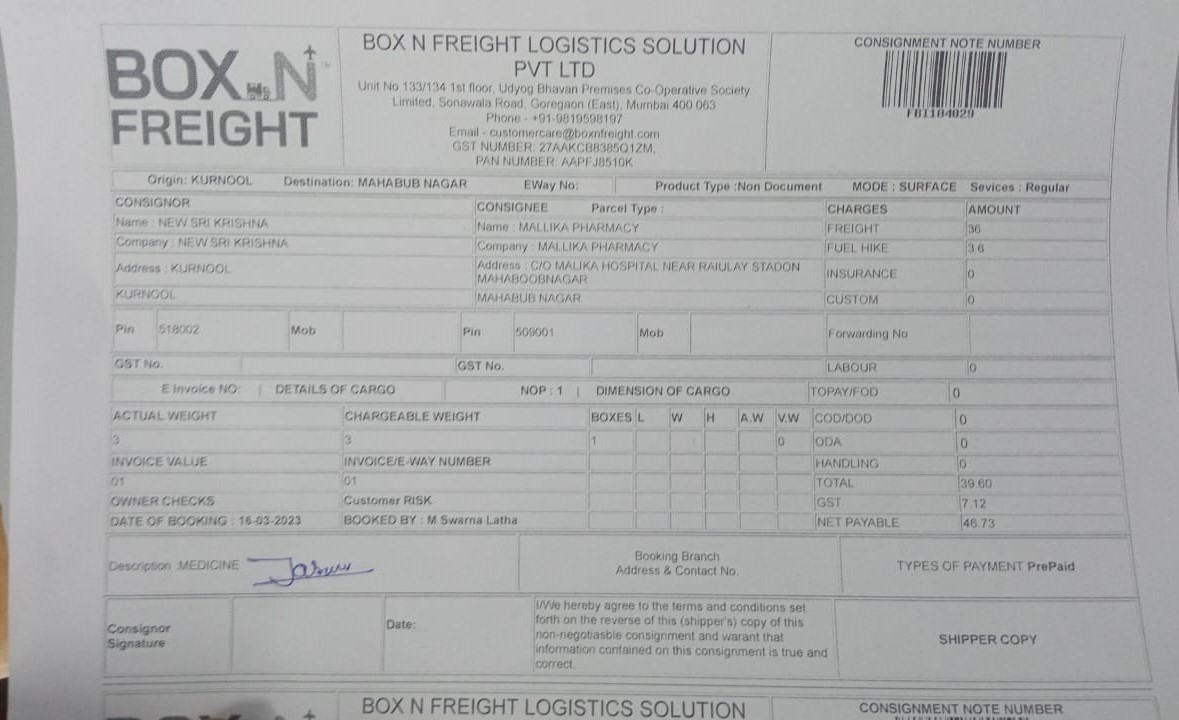 BOX N FREIGHT
BOX N FREIGHT LOGISTICS SOLUTION
PVT LTD
Unit No 133/134 1st floor, Udyog Bhavan Premises Co-Operative Society
Limited, Sonawala Road, Goregaon (East), Mumbai 400 063
Phone - +91-9819598197
Email - customercare@boxnfreight.com
GST NUMBER: 27AAKCB8385Q1ZM,
PAN NUMBER: AAPFJ8510K
CONSIGNMENT NOTE NUMBER
FBI184029
Origin: KURNOOL Destination: MAHABUB NAGAR EWay No: Product Type :Non Document MODE : SURFACE Sevices : Regular
CONSIGNOR CONSIGNEE Parcel Type : CHARGES AMOUNT
Name : NEW SRI KRISHNA Name : MALLIKA PHARMACY FREIGHT 36
Company : NEW SRI KRISHNA Company : MALLIKA PHARMACY FUEL HIKE 3.6
Address : KURNOOL Address : C/O MALIKA HOSPITAL NEAR RAIULAY STADON
MAHABOOBNAGAR INSURANCE 0
KURNOOL MAHABUB NAGAR CUSTOM 0
Pin 518002 Mob Pin 509001 Mob Forwarding No
GST No. GST No. LABOUR 0
E Invoice NO: | DETAILS OF CARGO NOP : 1 | DIMENSION OF CARGO TOPAY/FOD 0
ACTUAL WEIGHT CHARGEABLE WEIGHT BOXES L W H A.W V.W COD/DOD 0
3 3 1 0 ODA 0
INVOICE VALUE INVOICE/E-WAY NUMBER HANDLING 0
01 01 TOTAL 39.60
OWNER CHECKS Customer RISK GST 7.12
DATE OF BOOKING : 16-03-2023 BOOKED BY : M Swarna Latha NET PAYABLE 46.73
Description :MEDICINE
Booking Branch
Address & Contact No.
TYPES OF PAYMENT PrePaid
Consignor
Signature
Date:
I/We hereby agree to the terms and conditions set
forth on the reverse of this (shipper's) copy of this
non-negotiasble consignment and warant that
information contained on this consignment is true and
correct.
SHIPPER COPY
BOX N FREIGHT LOGISTICS SOLUTION
CONSIGNMENT NOTE NUMBER